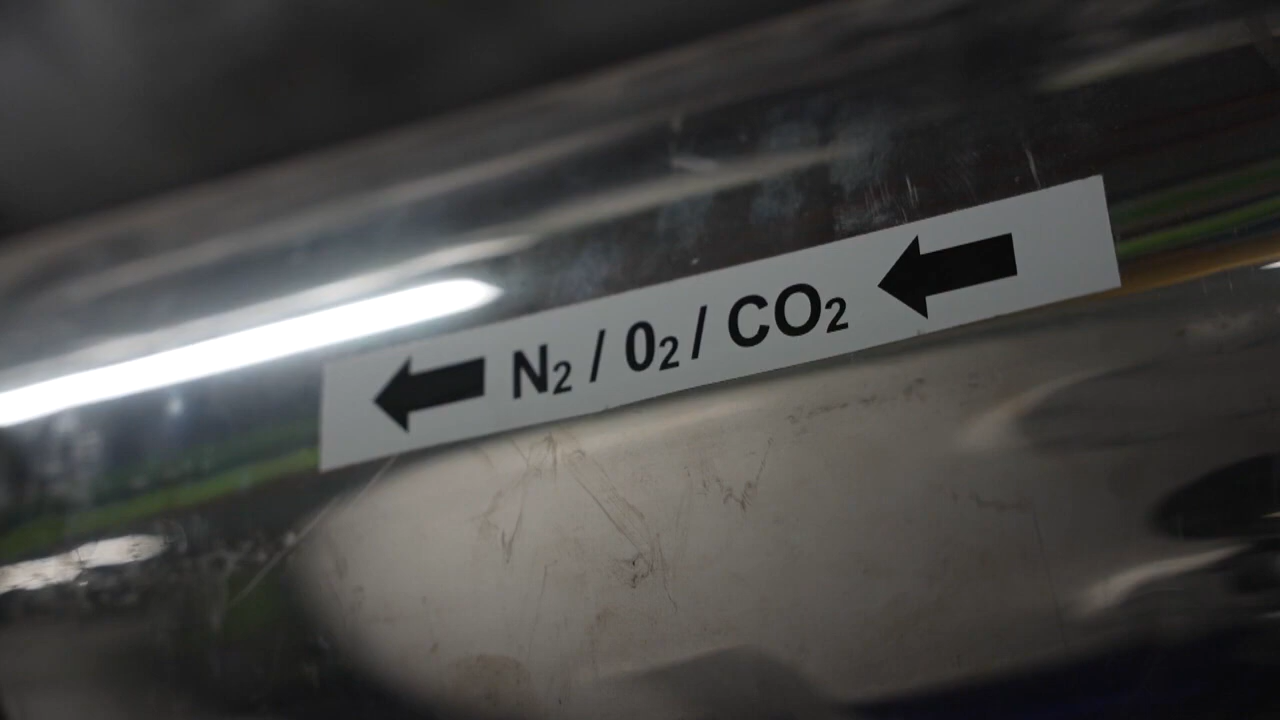 N₂ / 0₂ / CO₂